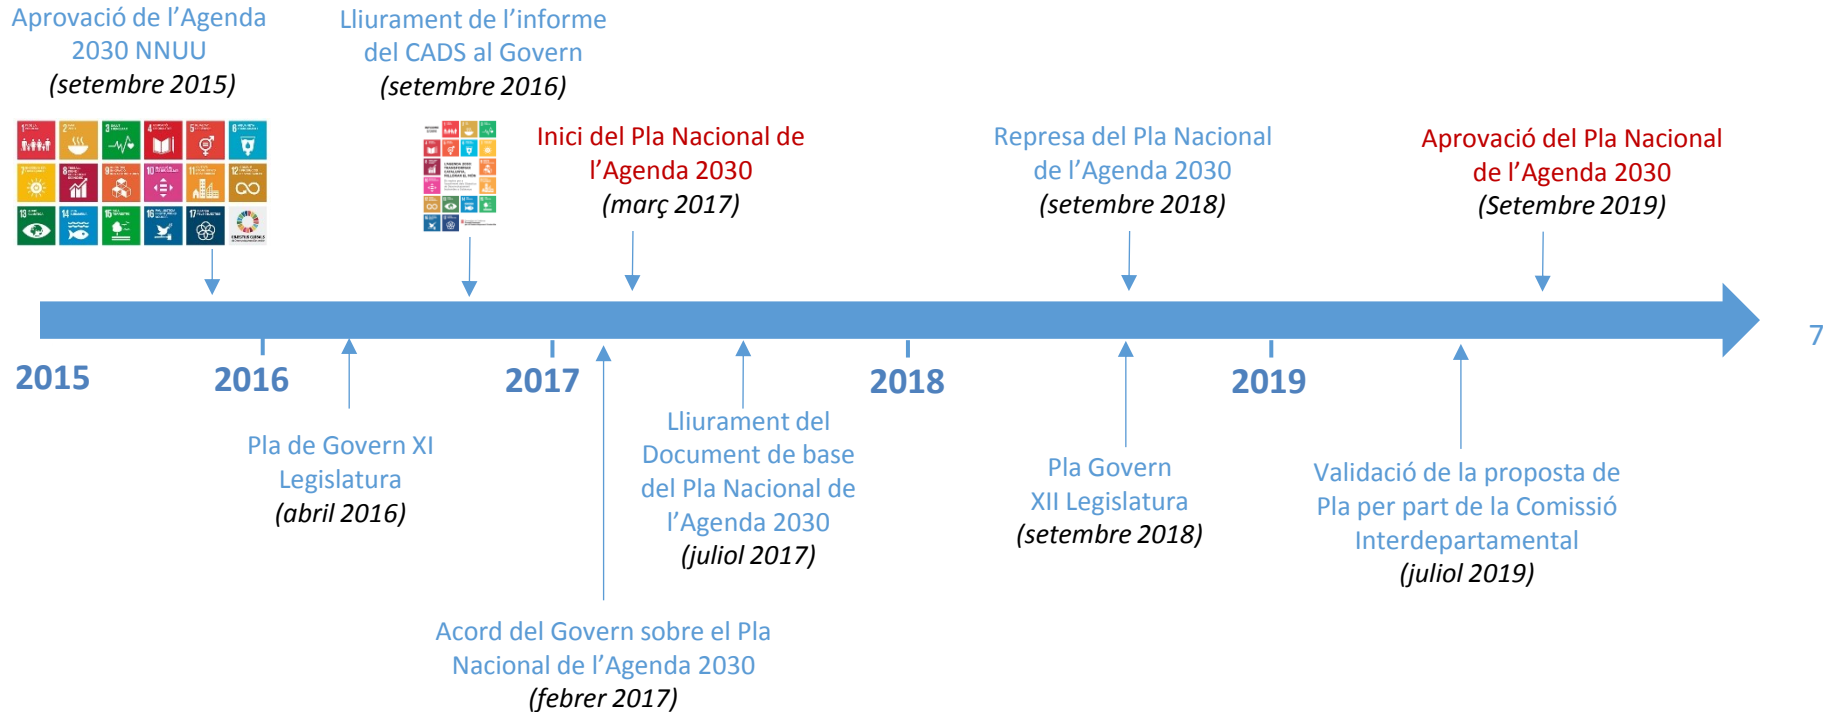 Aprovació de l’Agenda
2030 NNUU
(setembre 2015)
Lliurament de l’informe
del CADS al Govern
(setembre 2016)
Inici del Pla Nacional de
l’Agenda 2030
(març 2017)
Represa del Pla Nacional
de l’Agenda 2030
(setembre 2018)
Aprovació del Pla Nacional
de l’Agenda 2030
(Setembre 2019)
7
2015
2016
2017
2018
2019
Pla de Govern XI
Legislatura
(abril 2016)
Acord del Govern sobre el Pla
Nacional de l’Agenda 2030
(febrer 2017)
Lliurament del
Document de base
del Pla Nacional de
l’Agenda 2030
(juliol 2017)
Pla Govern
XII Legislatura
(setembre 2018)
Validació de la proposta de
Pla per part de la Comissió
Interdepartamental
(juliol 2019)